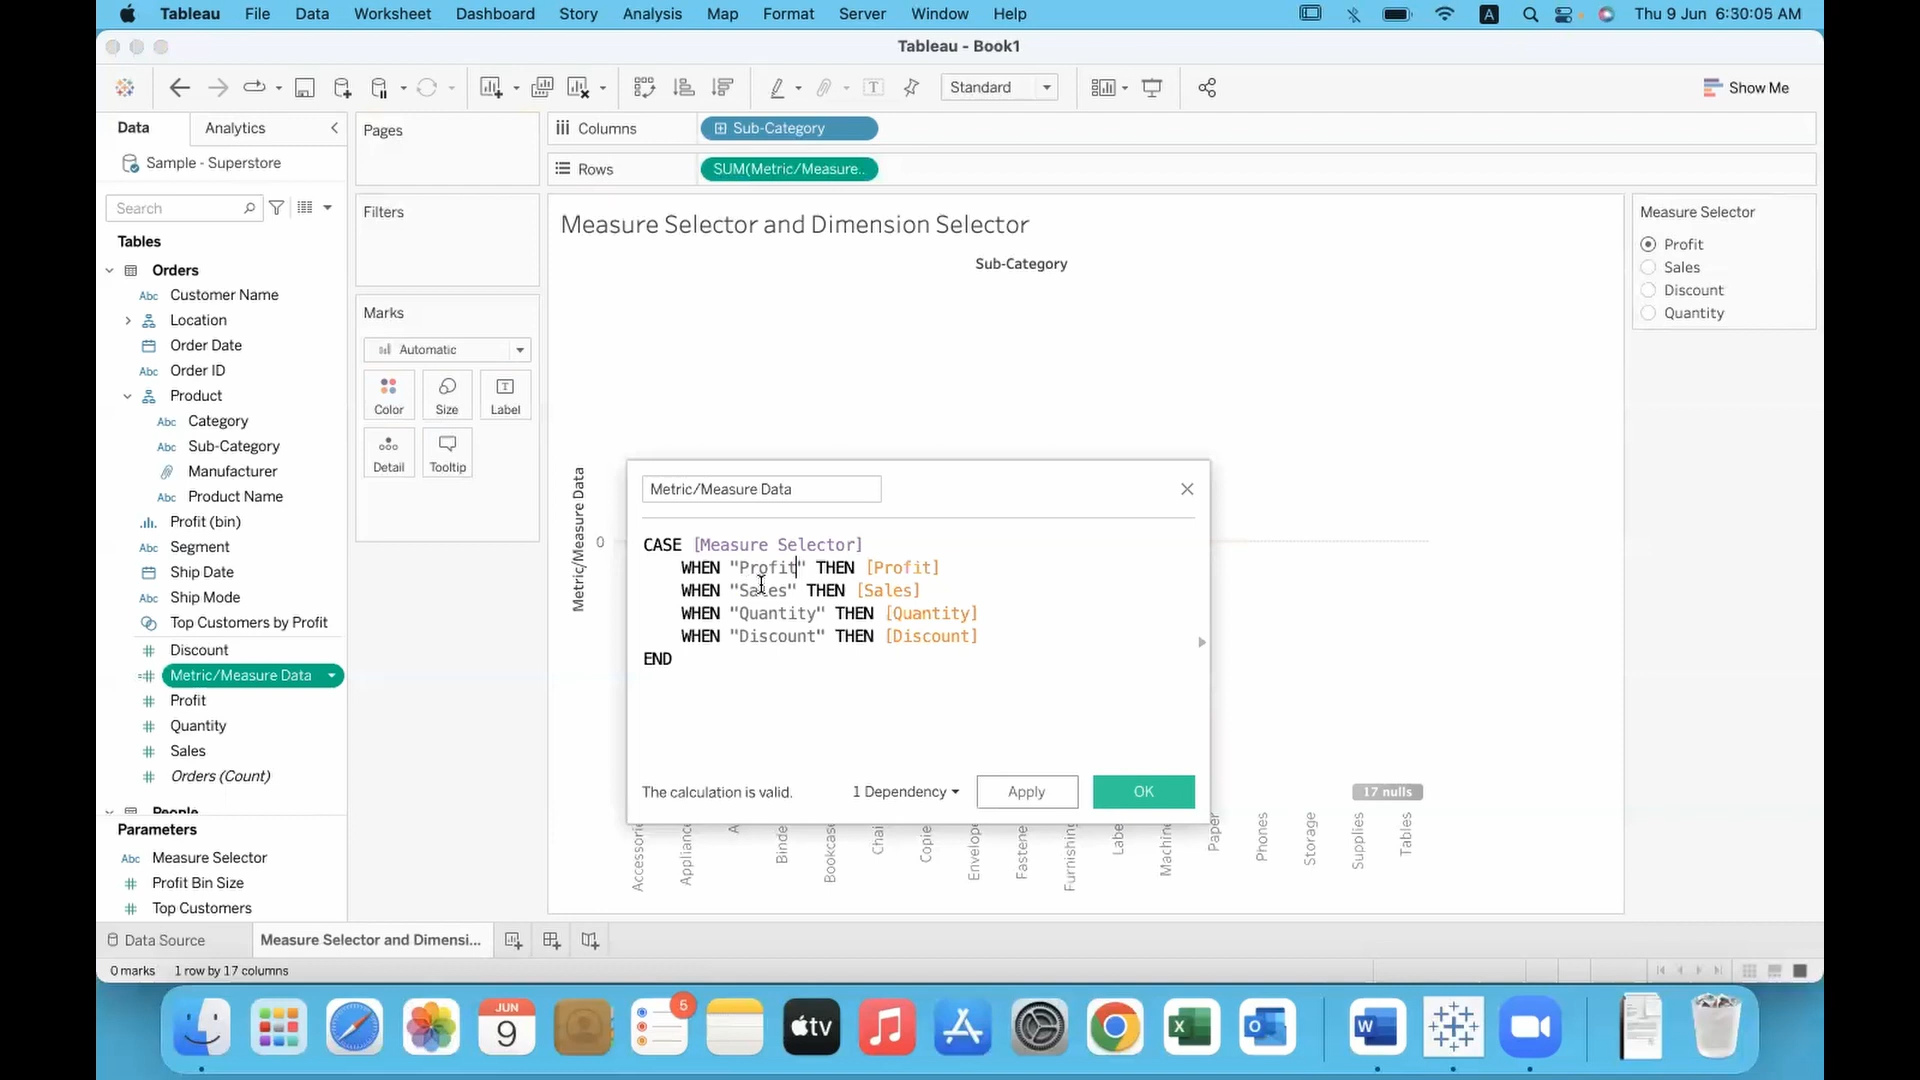 Tableau File Data Worksheet Dashboard Story Analysis Map Format Server Window Help A Thu 9 Jun 6:30:05 AM
Tableau - Book1
Standard
Show Me
Data Analytics
Sample - Superstore
Search
Tables
Orders
Customer Name
Location
Order Date
Order ID
Product
Category
Sub-Category
Manufacturer
Product Name
Profit (bin)
Segment
Ship Date
Ship Mode
Top Customers by Profit
Discount
Metric/Measure Data
Profit
Quantity
Sales
Orders (Count)
People
Parameters
Measure Selector
Profit Bin Size
Top Customers
Pages
Filters
Marks
Automatic
Color Size Label
Detail Tooltip
Columns Sub-Category
Rows SUM(Metric/Measure..
Measure Selector and Dimension Selector
Sub-Category
Metric/Measure Data
0
Metric/Measure Data
CASE [Measure Selector]
WHEN "Profit" THEN [Profit]
WHEN "Sales" THEN [Sales]
WHEN "Quantity" THEN [Quantity]
WHEN "Discount" THEN [Discount]
END
The calculation is valid. 1 Dependency Apply OK
17 nulls
Accessori
Applianc
A
Binde
Bookcas
Chai
Copie
Envelop
Fastene
Furnishin
Labe
Machin
Paper
Phones
Storage
Supplies
Tables
Measure Selector
Profit
Sales
Discount
Quantity
Data Source Measure Selector and Dimensi...
0 marks 1 row by 17 columns
JUN
9
5
tv
X
O
W